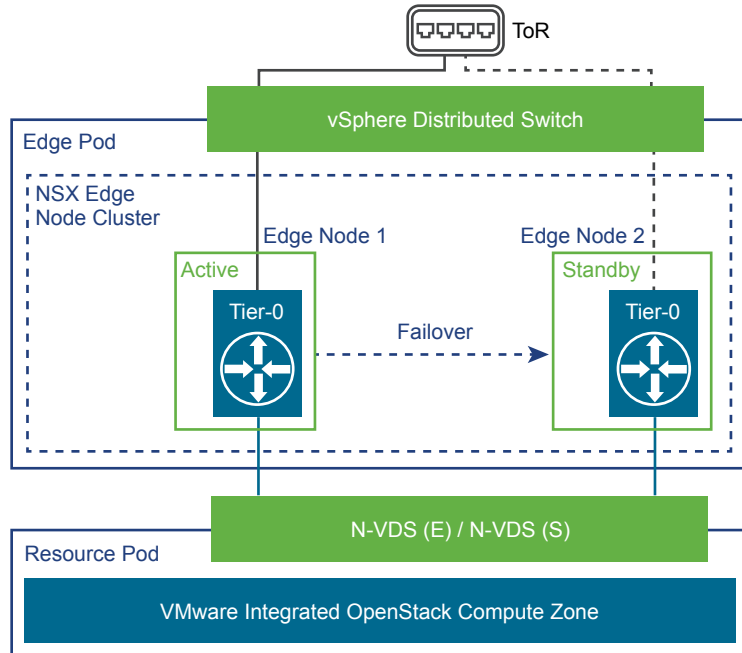 ToR
vSphere Distributed Switch
Edge Pod
NSX Edge
Node Cluster
Edge Node 1
Edge Node 2
Active
Standby
Tier-0
Tier-0
Failover
N-VDS (E) / N-VDS (S)
Resource Pod
VMware Integrated OpenStack Compute Zone